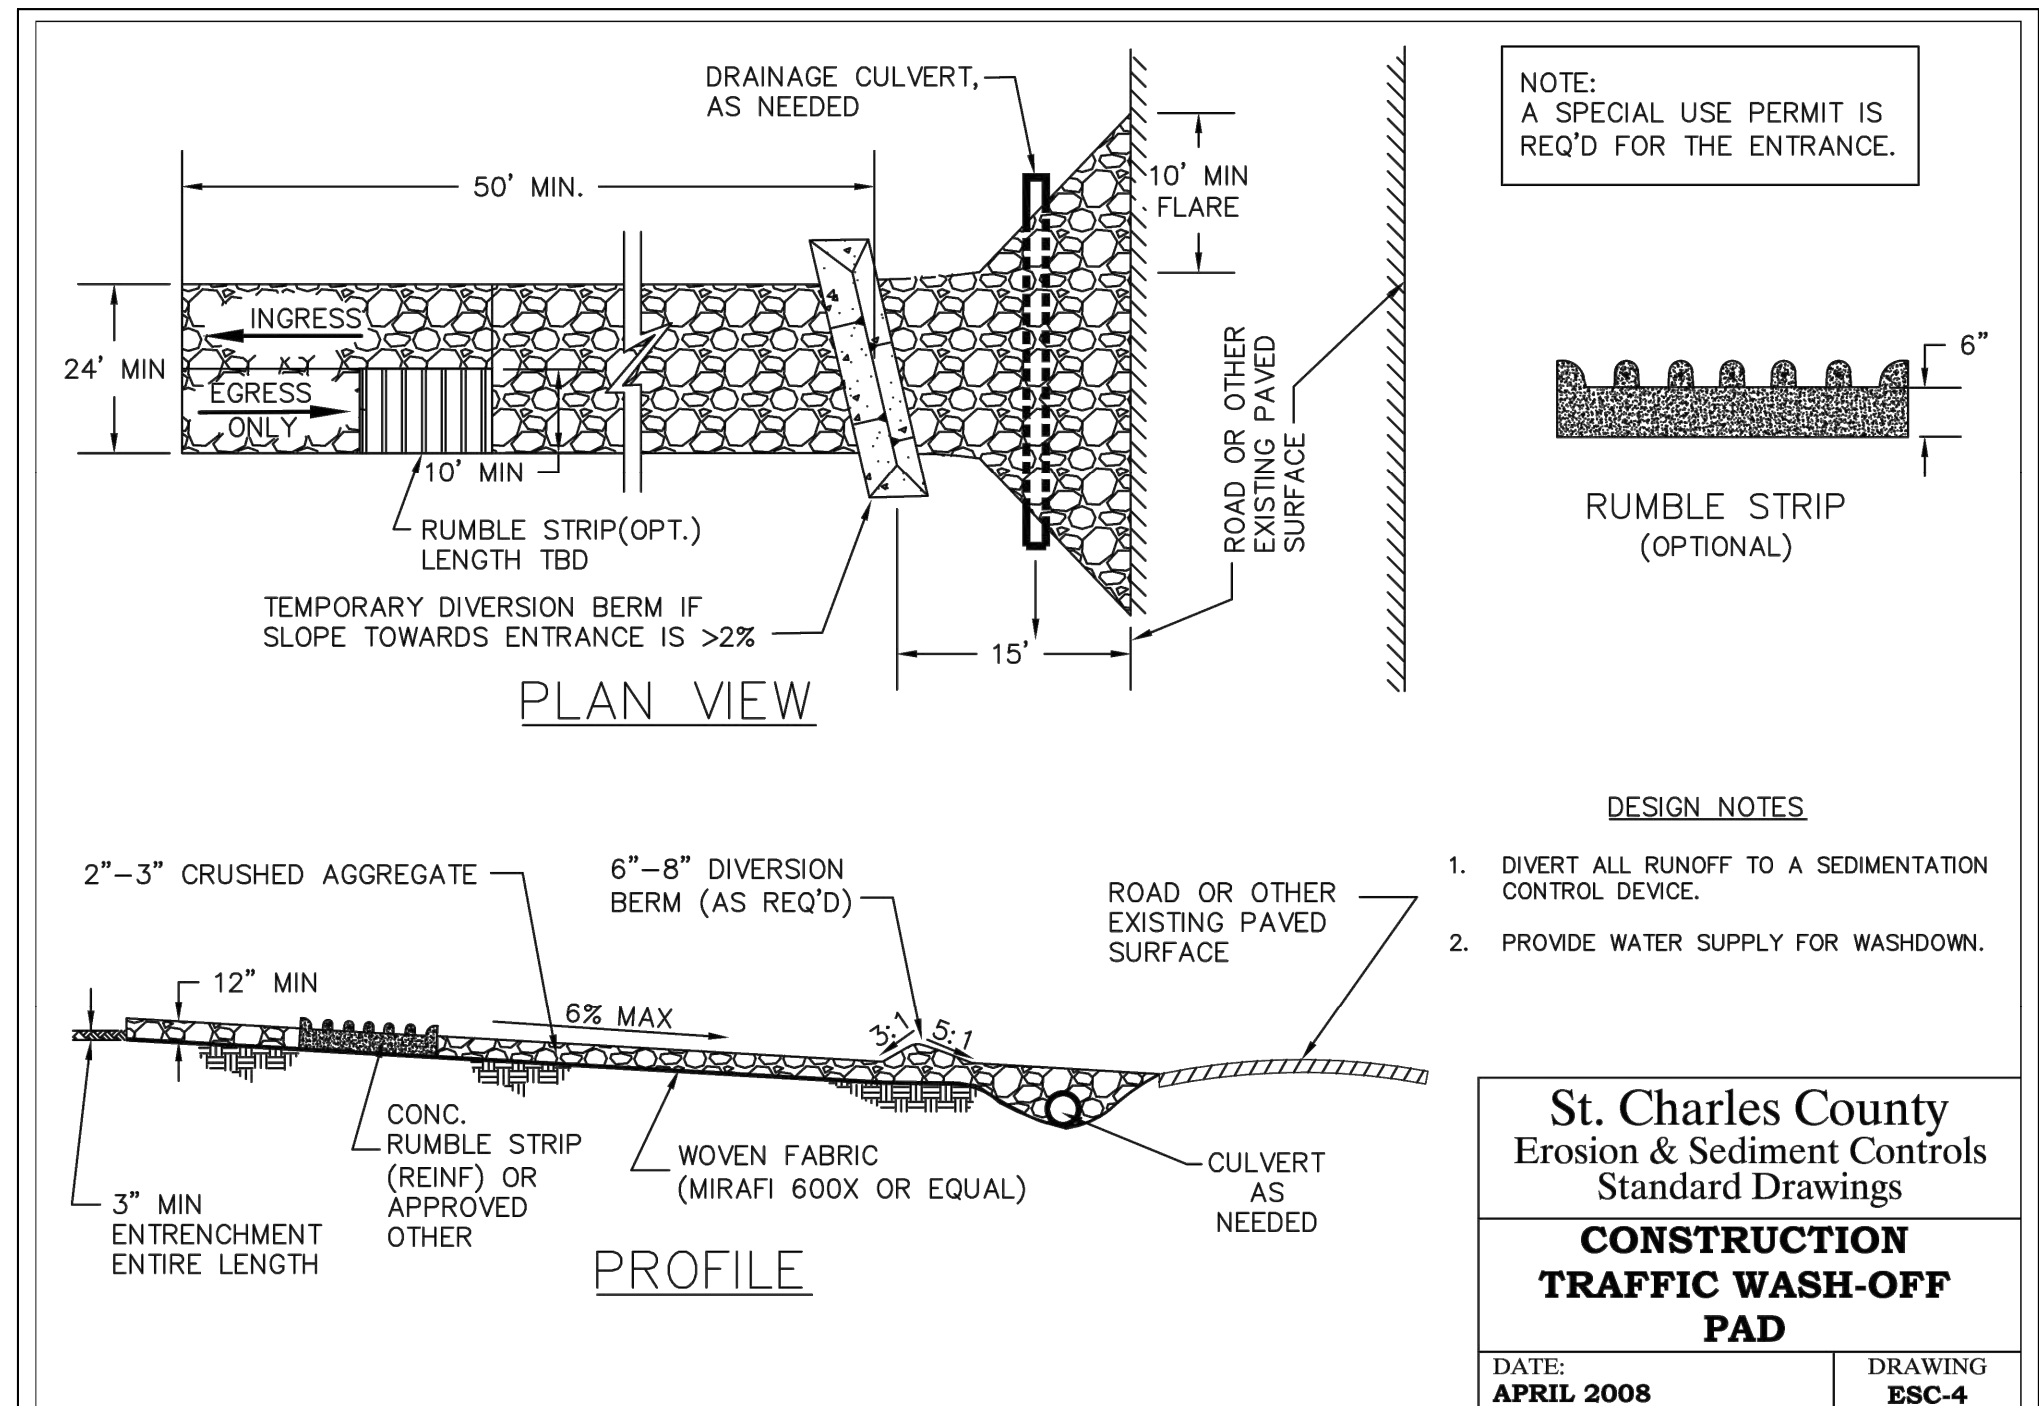 DRAINAGE CULVERT,
AS NEEDED
NOTE:
A SPECIAL USE PERMIT IS
REQ'D FOR THE ENTRANCE.
50' MIN.
10' MIN
FLARE
INGRESS
24' MIN
EGRESS
ONLY
10' MIN
RUMBLE STRIP(OPT.)
LENGTH TBD
TEMPORARY DIVERSION BERM IF
SLOPE TOWARDS ENTRANCE IS >2%
15'
ROAD OR OTHER
EXISTING PAVED
SURFACE
6"
RUMBLE STRIP
(OPTIONAL)
PLAN VIEW
DESIGN NOTES
1. DIVERT ALL RUNOFF TO A SEDIMENTATION
CONTROL DEVICE.
2. PROVIDE WATER SUPPLY FOR WASHDOWN.
2"-3" CRUSHED AGGREGATE
6"-8" DIVERSION
BERM (AS REQ'D)
ROAD OR OTHER
EXISTING PAVED
SURFACE
12" MIN
6% MAX
3:1
5:1
CONC.
RUMBLE STRIP
(REINF) OR
APPROVED
OTHER
WOVEN FABRIC
(MIRAFI 600X OR EQUAL)
CULVERT
AS
NEEDED
3" MIN
ENTRENCHMENT
ENTIRE LENGTH
PROFILE
St. Charles County
Erosion & Sediment Controls
Standard Drawings
CONSTRUCTION
TRAFFIC WASH-OFF
PAD
DATE:
APRIL 2008
DRAWING
ESC-4